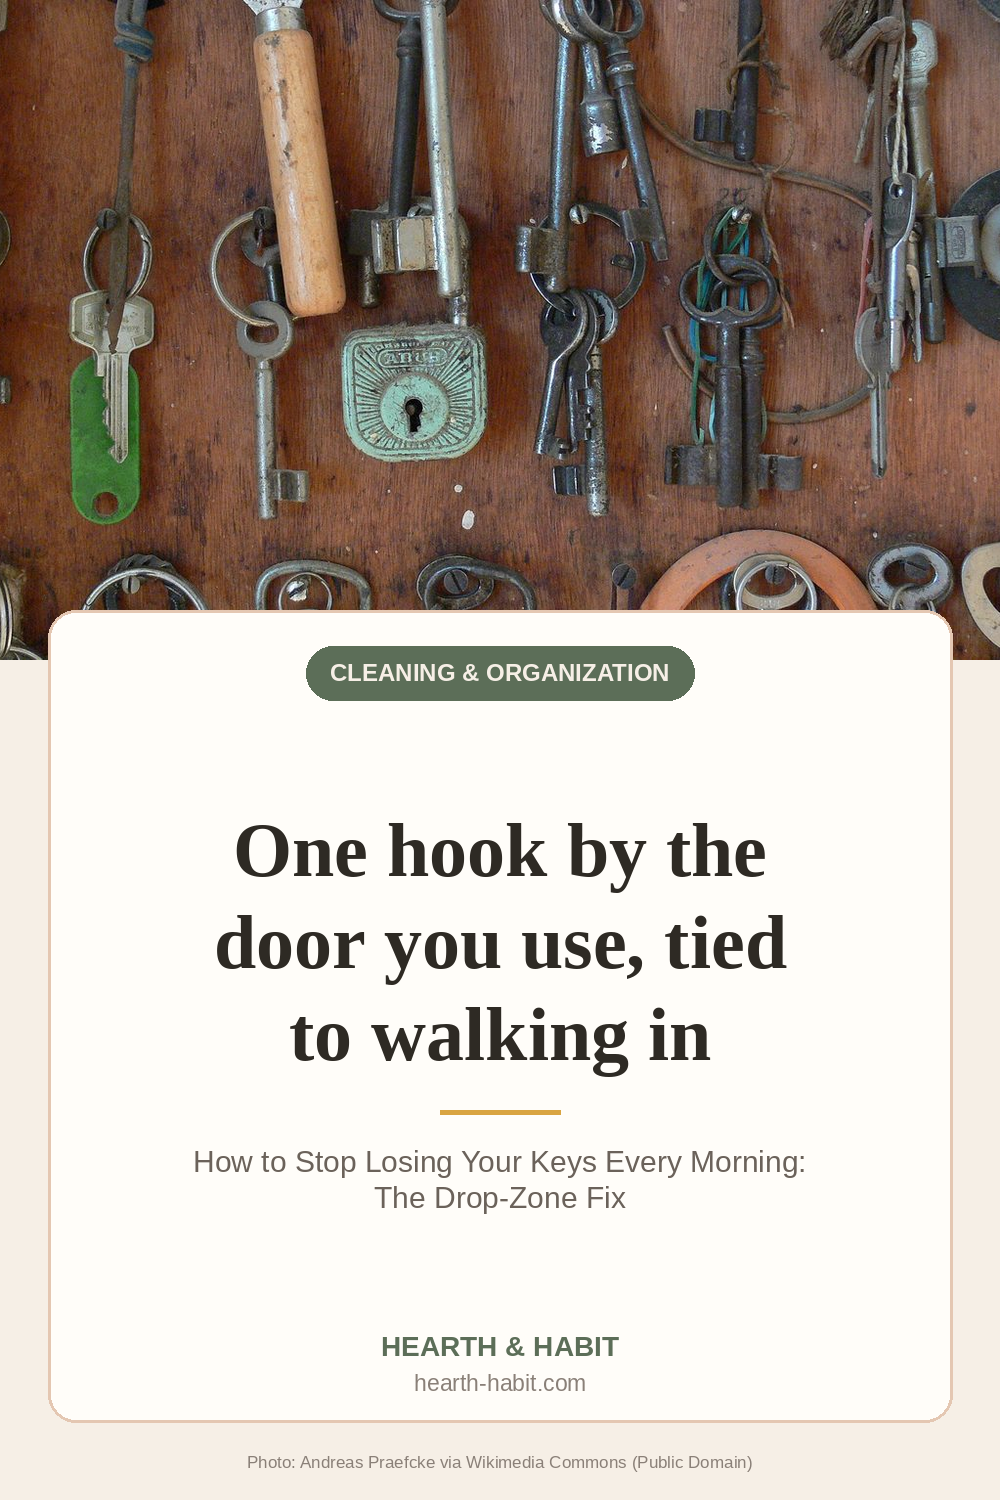 ABUS
CLEANING & ORGANIZATION
One hook by the
door you use, tied
to walking in
How to Stop Losing Your Keys Every Morning:
The Drop-Zone Fix
HEARTH & HABIT
hearth-habit.com
Photo: Andreas Praefcke via Wikimedia Commons (Public Domain)